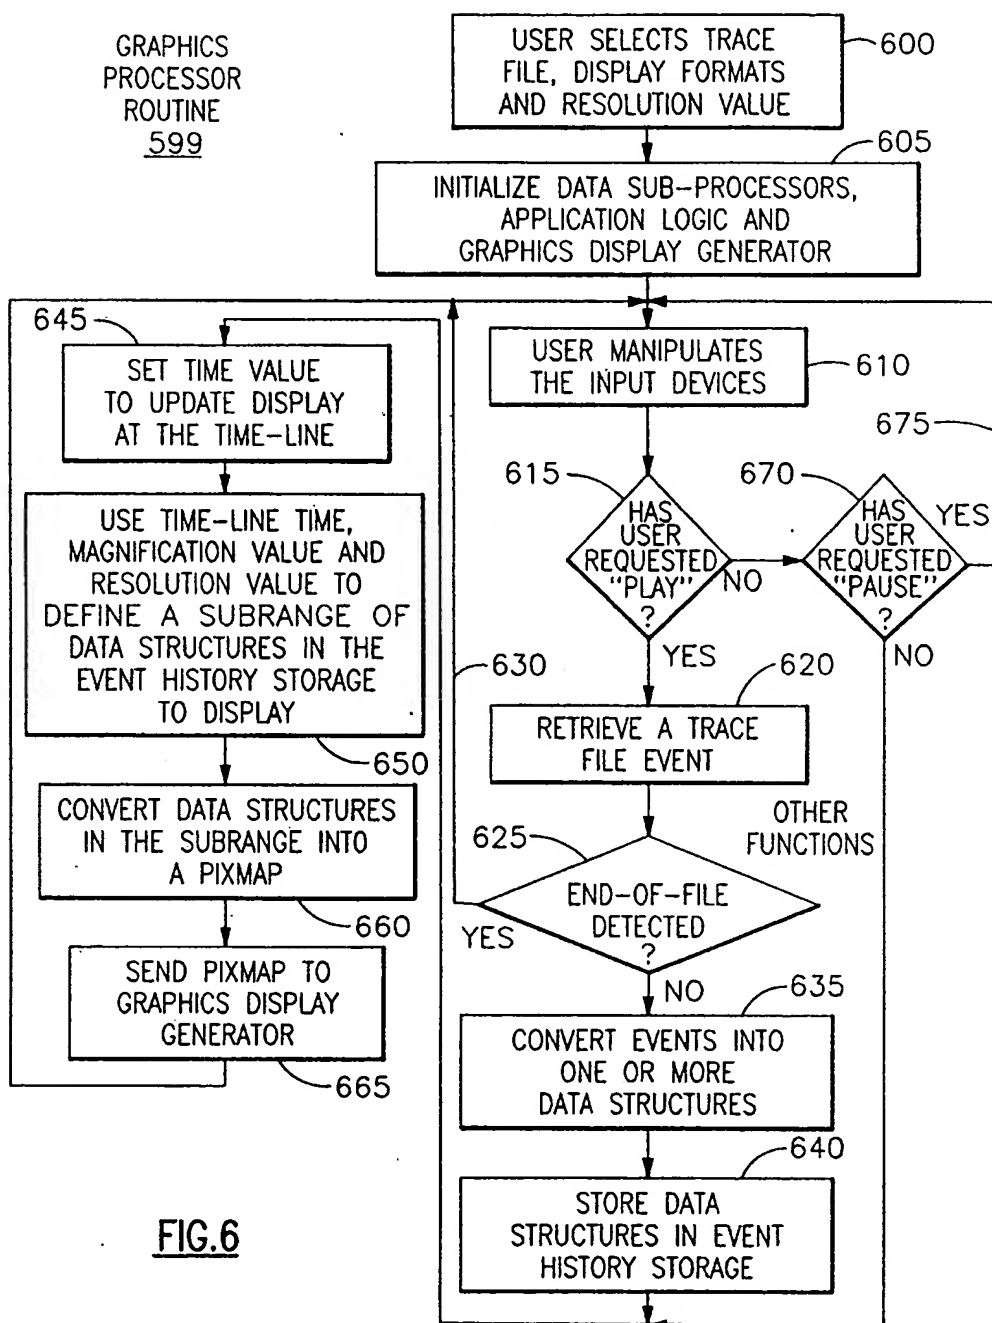 GRAPHICS
PROCESSOR
ROUTINE
599
USER SELECTS TRACE
FILE, DISPLAY FORMATS
AND RESOLUTION VALUE
600
605
INITIALIZE DATA SUB-PROCESSORS,
APPLICATION LOGIC AND
GRAPHICS DISPLAY GENERATOR
645
SET TIME VALUE
TO UPDATE DISPLAY
AT THE TIME-LINE
USER MANIPULATES
THE INPUT DEVICES
610
675
615
HAS
USER
REQUESTED
"PLAY"
?
NO
YES
670
HAS
USER
REQUESTED
"PAUSE"
?
YES
NO
USE TIME-LINE TIME,
MAGNIFICATION VALUE AND
RESOLUTION VALUE TO
DEFINE A SUBRANGE OF
DATA STRUCTURES IN THE
EVENT HISTORY STORAGE
TO DISPLAY
650
630
620
RETRIEVE A TRACE
FILE EVENT
CONVERT DATA STRUCTURES
IN THE SUBRANGE INTO
A PIXMAP
660
OTHER
FUNCTIONS
625
END-OF-FILE
DETECTED
?
YES
NO
SEND PIXMAP TO
GRAPHICS DISPLAY
GENERATOR
665
635
CONVERT EVENTS INTO
ONE OR MORE
DATA STRUCTURES
640
STORE DATA
STRUCTURES IN EVENT
HISTORY STORAGE
FIG.6